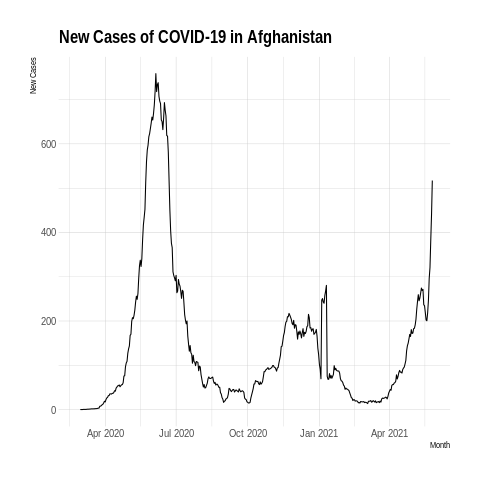 New Cases of COVID-19 in Afghanistan
New Cases
600
400
200
0
Apr 2020 Jul 2020 Oct 2020 Jan 2021 Apr 2021
Month